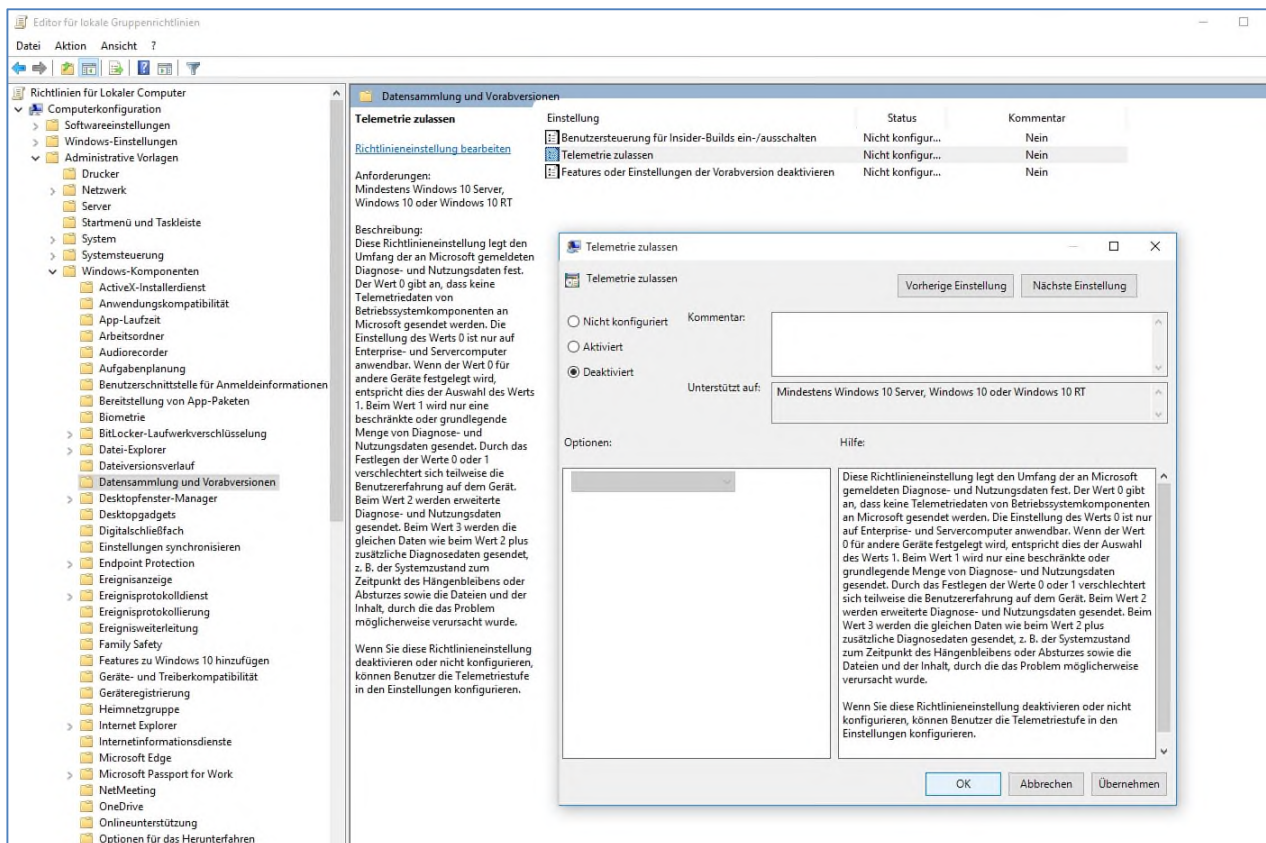 Editor für lokale Gruppenrichtlinien
Datei Aktion Ansicht ?
Richtlinien für Lokaler Computer
Computerkonfiguration
Softwareeinstellungen
Windows-Einstellungen
Administrative Vorlagen
Drucker
Netzwerk
Server
Startmenü und Taskleiste
System
Systemsteuerung
Windows-Komponenten
ActiveX-Installerdienst
Anwendungskompatibilität
App-Laufzeit
Arbeitsordner
Audiorecorder
Aufgabenplanung
Benutzerschnittstelle für Anmeldeinformationen
Bereitstellung von App-Paketen
Biometrie
BitLocker-Laufwerkverschlüsselung
Datei-Explorer
Dateiversionsverlauf
Datensammlung und Vorabversionen
Desktopfenster-Manager
Desktopgadgets
Digitalschließfach
Einstellungen synchronisieren
Endpoint Protection
Ereignisanzeige
Ereignisprotokolldienst
Ereignisprotokollierung
Ereignisweiterleitung
Family Safety
Features zu Windows 10 hinzufügen
Geräte- und Treiberkompatibilität
Geräteregistrierung
Heimnetzgruppe
Internet Explorer
Internetinformationsdienste
Microsoft Edge
Microsoft Passport for Work
NetMeeting
OneDrive
Onlineunterstützung
Optionen für das Herunterfahren
Datensammlung und Vorabversionen
Telemetrie zulassen
Richtlinieneinstellung bearbeiten
Anforderungen:
Mindestens Windows 10 Server,
Windows 10 oder Windows 10 RT
Beschreibung:
Diese Richtlinieneinstellung legt den
Umfang der an Microsoft gemeldeten
Diagnose- und Nutzungsdaten fest.
Der Wert 0 gibt an, dass keine
Telemetriedaten von
Betriebssystemkomponenten an
Microsoft gesendet werden. Die
Einstellung des Werts 0 ist nur auf
Enterprise- und Servercomputer
anwendbar. Wenn der Wert 0 für
andere Geräte festgelegt wird,
entspricht dies der Auswahl des Werts
1. Beim Wert 1 wird nur eine
beschränkte oder grundlegende
Menge von Diagnose- und
Nutzungsdaten gesendet. Durch das
Festlegen der Werte 0 oder 1
verschlechtert sich teilweise die
Benutzererfahrung auf dem Gerät.
Beim Wert 2 werden erweiterte
Diagnose- und Nutzungsdaten
gesendet. Beim Wert 3 werden die
gleichen Daten wie beim Wert 2 plus
zusätzliche Diagnosedaten gesendet,
z. B. der Systemzustand zum
Zeitpunkt des Hängenbleibens oder
Absturzes sowie die Dateien und der
Inhalt, durch die das Problem
möglicherweise verursacht wurde.
Wenn Sie diese Richtlinieneinstellung
deaktivieren oder nicht konfigurieren,
können Benutzer die Telemetriestufe
in den Einstellungen konfigurieren.
Einstellung Status Kommentar
Benutzersteuerung für Insider-Builds ein-/ausschalten Nicht konfigur... Nein
Telemetrie zulassen Nicht konfigur... Nein
Features oder Einstellungen der Vorabversion deaktivieren Nicht konfigur... Nein
Telemetrie zulassen
Telemetrie zulassen
Vorherige Einstellung Nächste Einstellung
Nicht konfiguriert Kommentar:
Aktiviert
Deaktiviert
Unterstützt auf: Mindestens Windows 10 Server, Windows 10 oder Windows 10 RT
Optionen: Hilfe:
Diese Richtlinieneinstellung legt den Umfang der an Microsoft
gemeldeten Diagnose- und Nutzungsdaten fest. Der Wert 0 gibt
an, dass keine Telemetriedaten von Betriebssystemkomponenten
an Microsoft gesendet werden. Die Einstellung des Werts 0 ist nur
auf Enterprise- und Servercomputer anwendbar. Wenn der Wert
0 für andere Geräte festgelegt wird, entspricht dies der Auswahl
des Werts 1. Beim Wert 1 wird nur eine beschränkte oder
grundlegende Menge von Diagnose- und Nutzungsdaten
gesendet. Durch das Festlegen der Werte 0 oder 1 verschlechtert
sich teilweise die Benutzererfahrung auf dem Gerät. Beim Wert 2
werden erweiterte Diagnose- und Nutzungsdaten gesendet. Beim
Wert 3 werden die gleichen Daten wie beim Wert 2 plus
zusätzliche Diagnosedaten gesendet, z. B. der Systemzustand
zum Zeitpunkt des Hängenbleibens oder Absturzes sowie die
Dateien und der Inhalt, durch die das Problem möglicherweise
verursacht wurde.
Wenn Sie diese Richtlinieneinstellung deaktivieren oder nicht
konfigurieren, können Benutzer die Telemetriestufe in den
Einstellungen konfigurieren.
OK Abbrechen Übernehmen